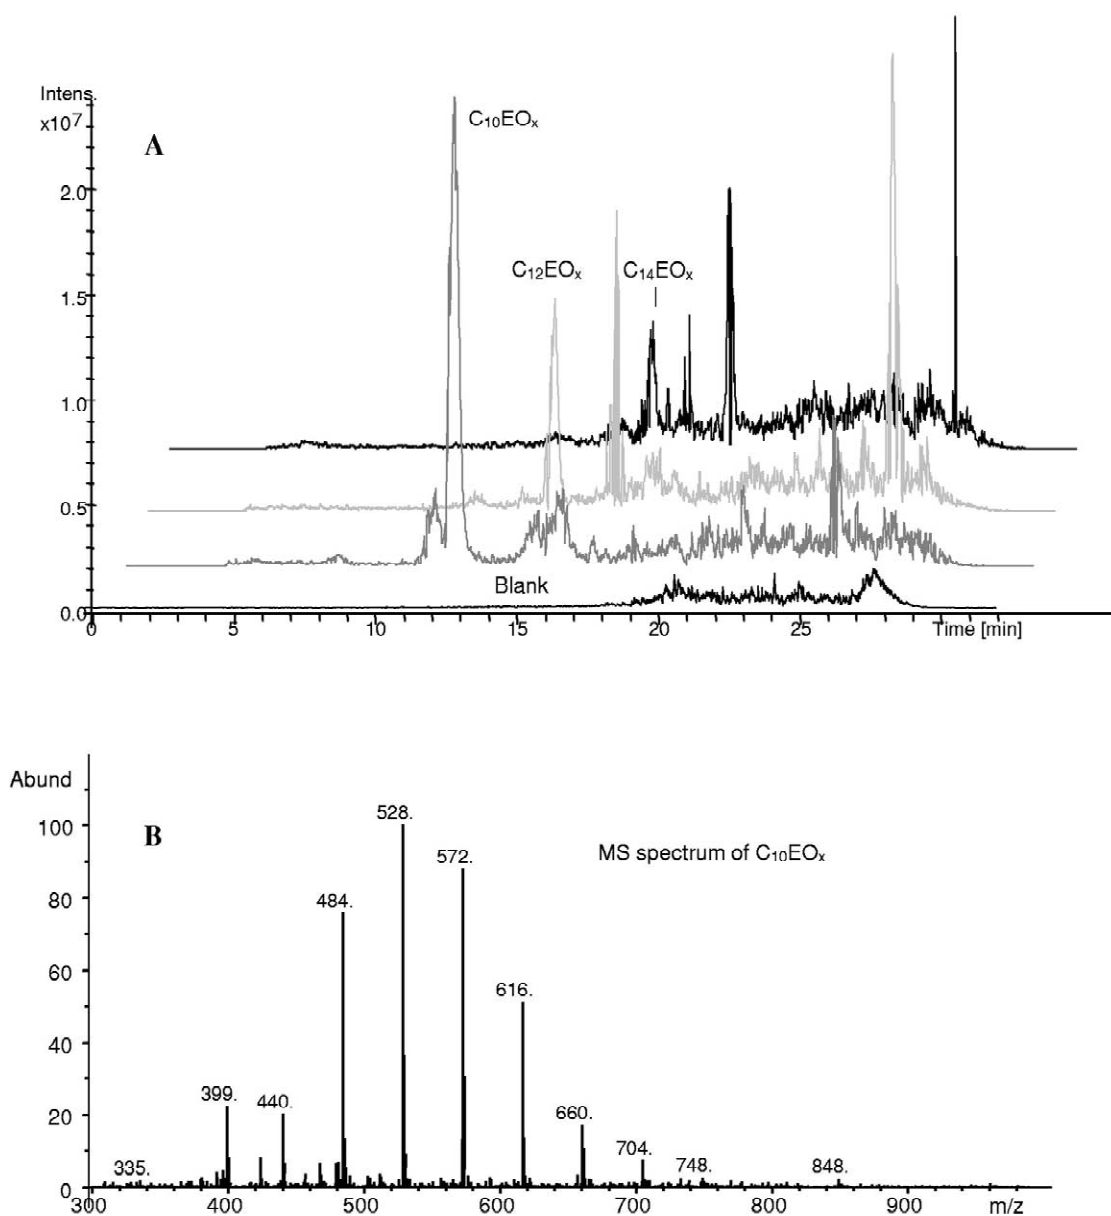 Intens.
x10⁷
A
C₁₀EOₓ
2.0
C₁₂EOₓ
C₁₄EOₓ
1.5
1.0
0.5
Blank
0.0
0 5 10 15 20 25 Time [min]
Abund
B
MS spectrum of C₁₀EOₓ
528.
100
572.
484.
80
60
616.
40
399.
440.
20
660.
704.
335.
748.
848.
0
300 400 500 600 700 800 900 m/z